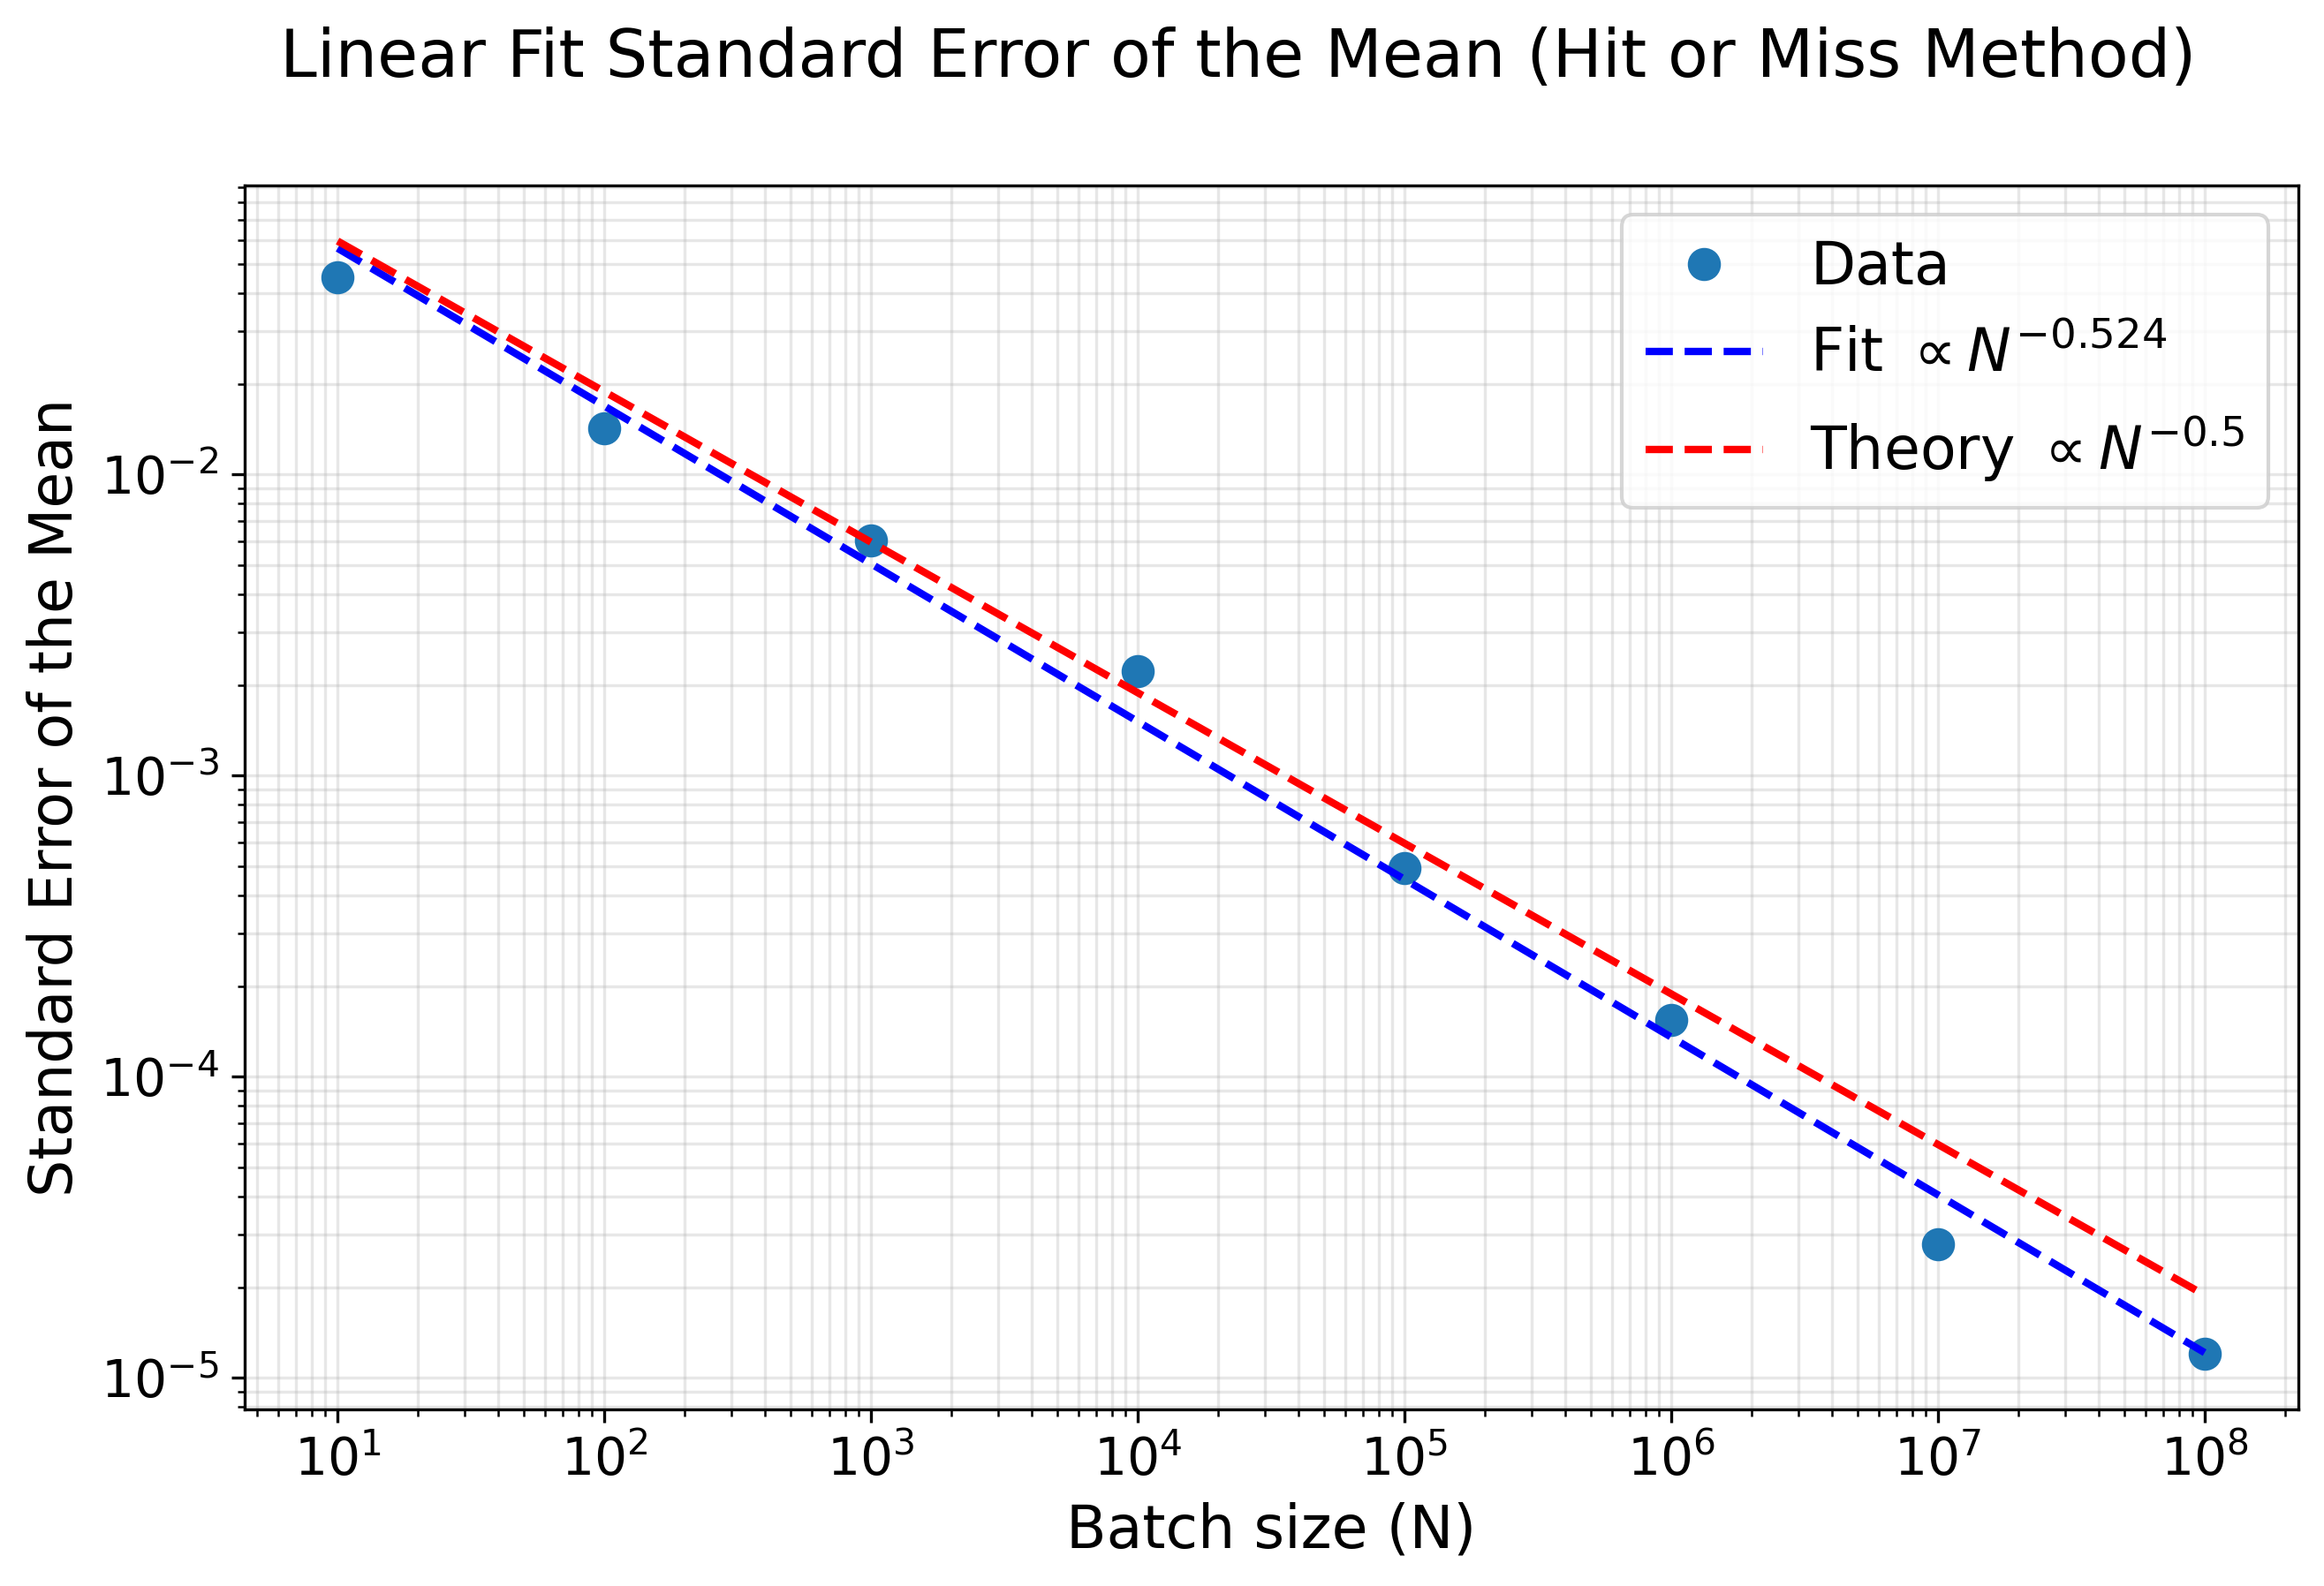 Linear Fit Standard Error of the Mean (Hit or Miss Method)
Data
Fit ∝ N^{−0.524}
Theory ∝ N^{−0.5}
Standard Error of the Mean
10^{−2}
10^{−3}
10^{−4}
10^{−5}
10^{1} 10^{2} 10^{3} 10^{4} 10^{5} 10^{6} 10^{7} 10^{8}
Batch size (N)